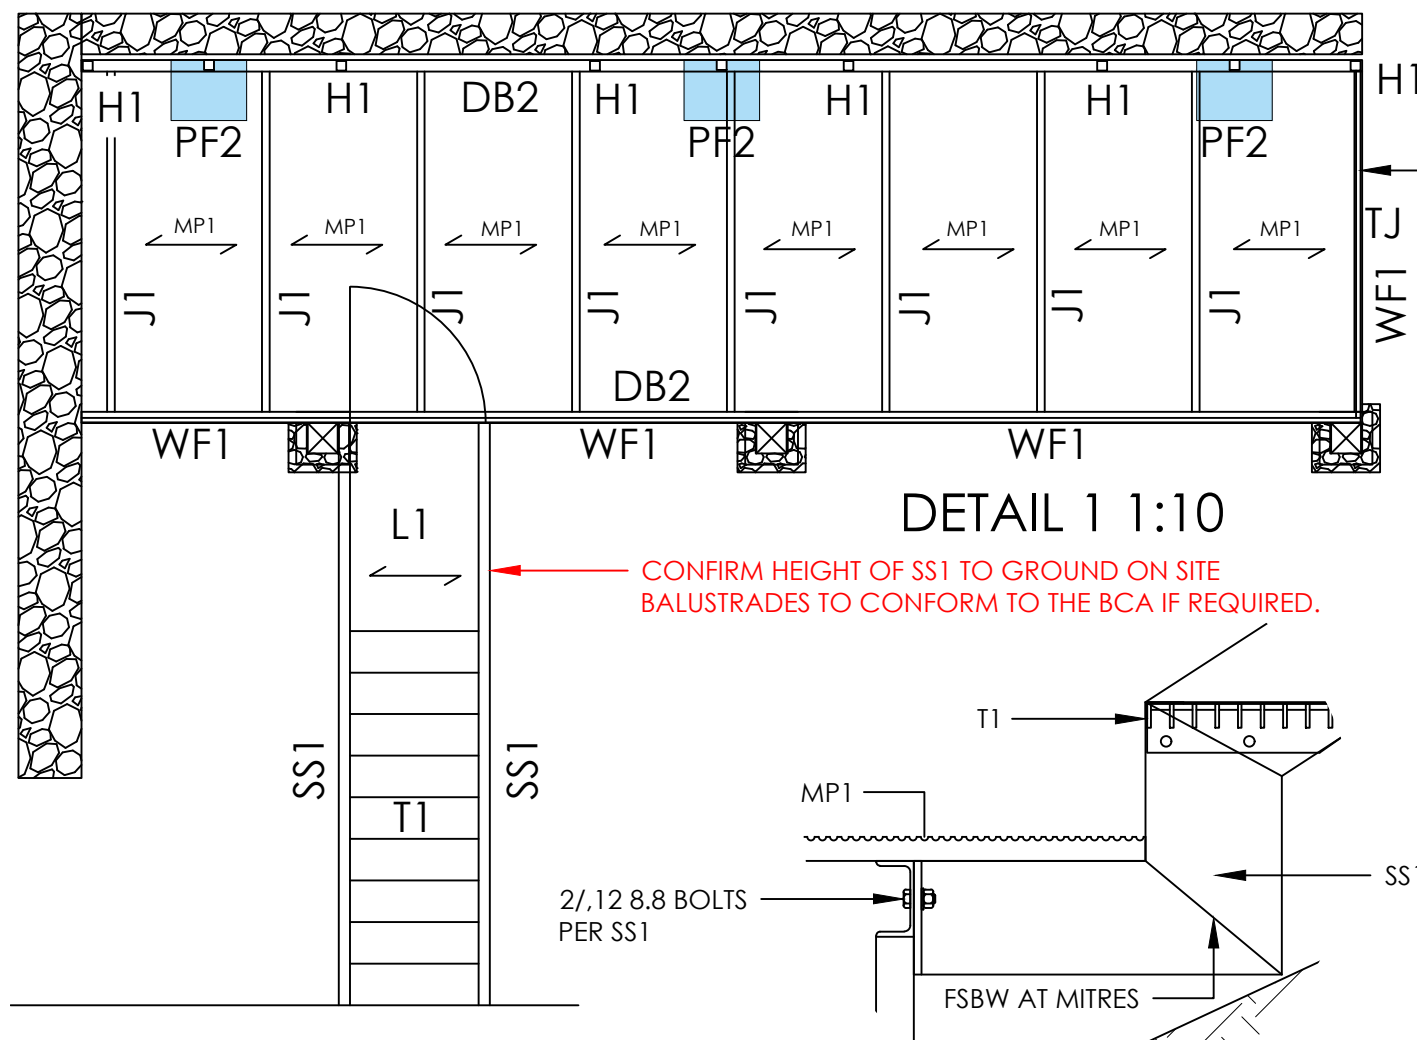 H1 H1 DB2 H1 H1 H1 H1
PF2 PF2 PF2
MP1 MP1 MP1 MP1 MP1 MP1 MP1 MP1
TJ
WF1
J1 J1 J1 J1 J1 J1 J1 J1
DB2
WF1 WF1 WF1
DETAIL 1 1:10
L1
CONFIRM HEIGHT OF SS1 TO GROUND ON SITE
BALUSTRADES TO CONFORM TO THE BCA IF REQUIRED.
SS1 SS1
T1
T1
MP1
SS1
2/,12 8.8 BOLTS
PER SS1
FSBW AT MITRES